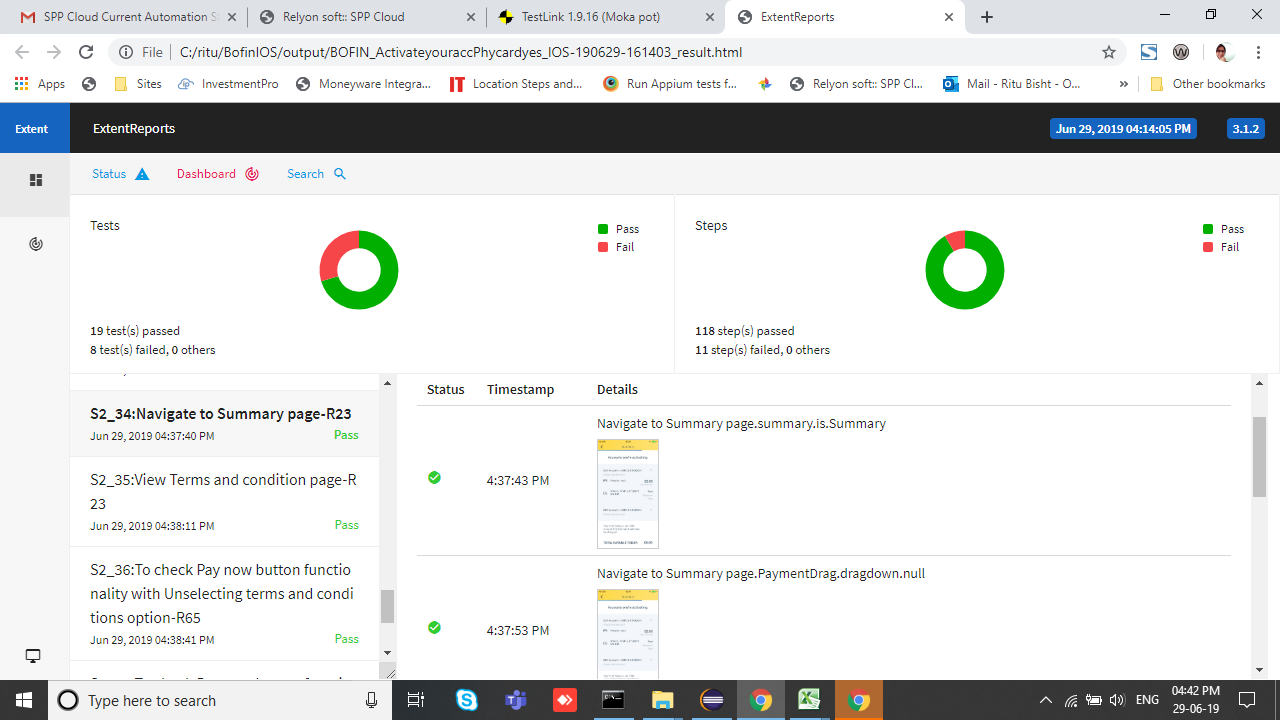 SPP Cloud Current Automation S
Relyon soft:: SPP Cloud
TestLink 1.9.16 (Moka pot)
ExtentReports
File
C:/ritu/BofinIOS/output/BOFIN_ActivateyouraccPhycardyes_IOS-190629-161403_result.html
Apps
Sites
InvestmentPro
Moneyware Integra...
IT
Location Steps and...
Run Appium tests f...
Relyon soft:: SPP Cl...
Mail - Ritu Bisht - O...
Other bookmarks
Extent
ExtentReports
Jun 29, 2019 04:14:05 PM
3.1.2
Status
Dashboard
Search
Tests
Pass
Fail
19 test(s) passed
8 test(s) failed, 0 others
Steps
Pass
Fail
118 step(s) passed
11 step(s) failed, 0 others
S2_34:Navigate to Summary page-R23
Jun 29, 2019 04:37:40 PM
Pass
S2_35:View terms and condition page-R
23
Jun 29, 2019 04:38:11 PM
Pass
S2_36:To check Pay now button functio
nality with Unselecting terms and condi
tions option- R23
Jun 29, 2019 04:38:32 PM
Pass
Status
Timestamp
Details
Navigate to Summary page.summary.is.Summary
4:37:43 PM
Navigate to Summary page.PaymentDrag.dragdown.null
4:37:53 PM
Type here to search
ENG
04:42 PM
29-06-19